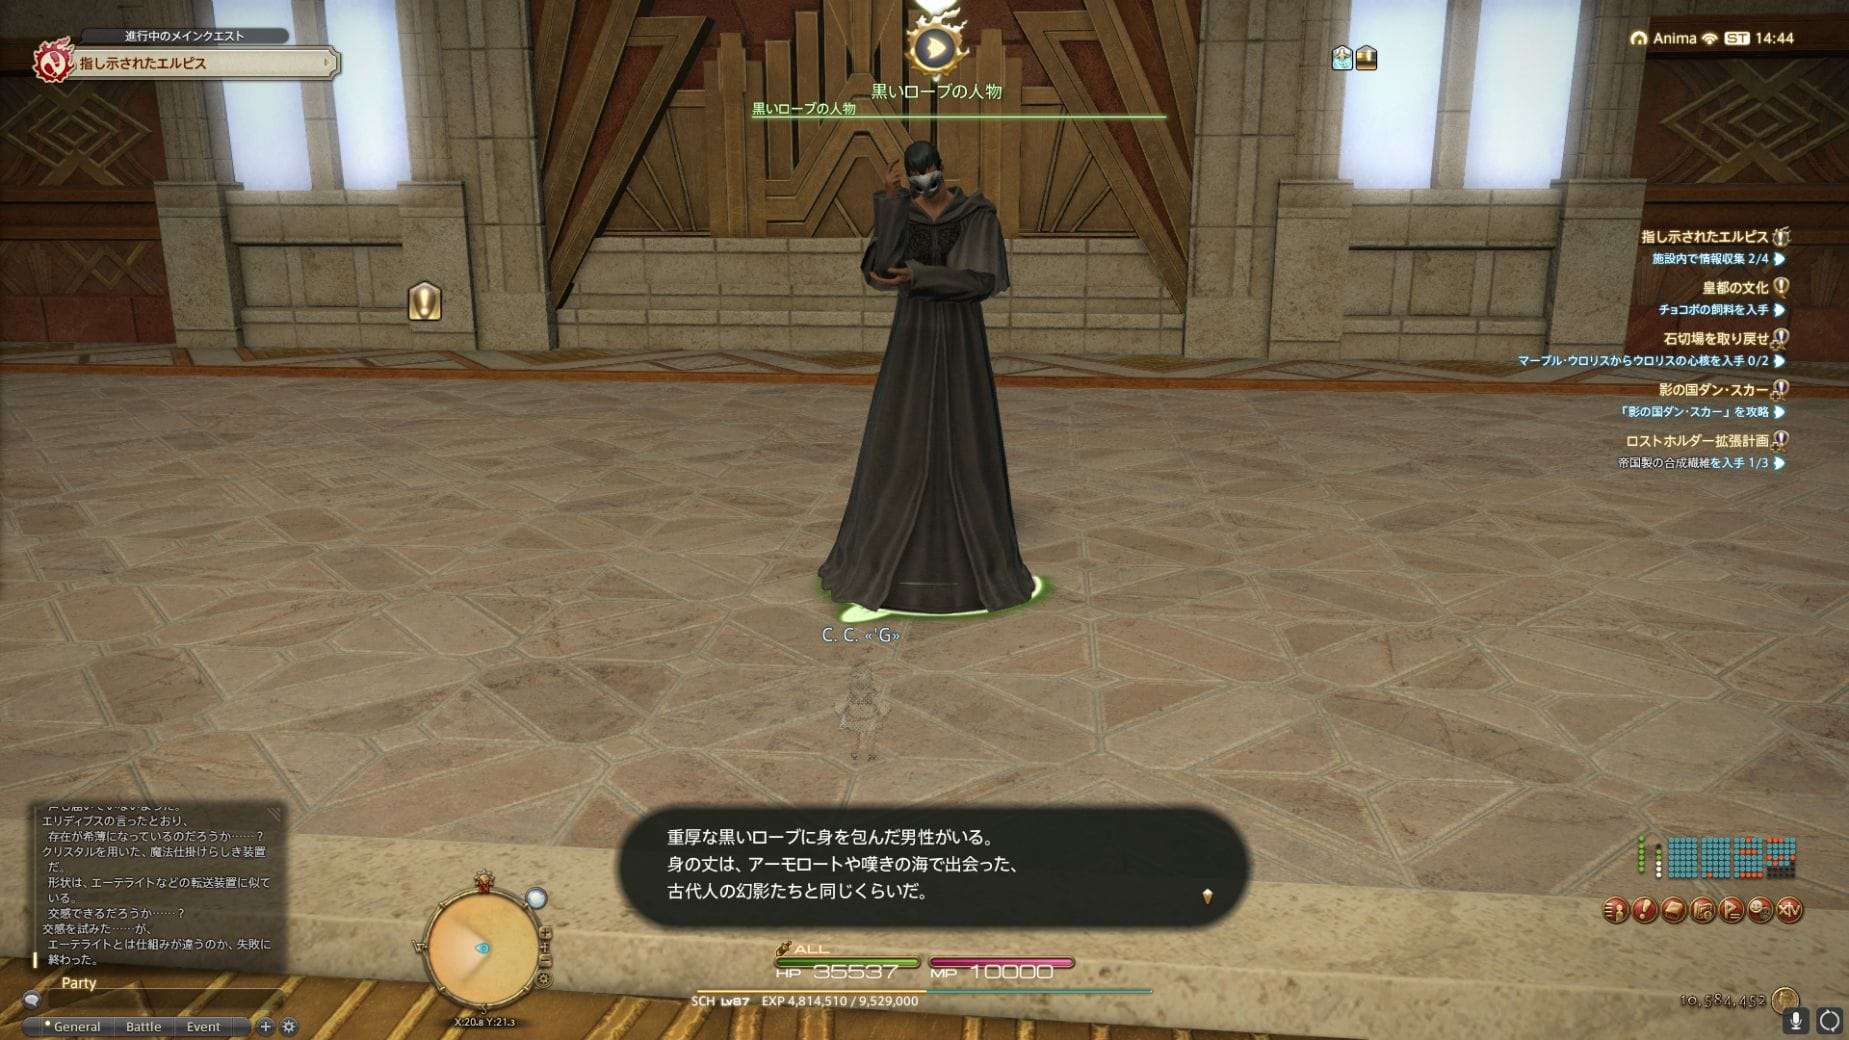 進行中のメインクエスト
指し示されたエルピス
黒いローブの人物
黒いローブの人物
Anima ST 14:44
指し示されたエルピス
施設内で情報収集 2/4
皇都の文化
チョコボの飼料を入手
石切場を取り戻せ
マーブル・ウロリスからウロリスの心核を入手 0/2
影の国ダン・スカー
「影の国ダン・スカー」を攻略
ロストホルダー拡張計画
帝国製の合成繊維を入手 1/3
C. C. «'G»
エリディブスの言ったとおり、
存在が希薄になっているのだろうか……?
クリスタルを用いた、魔法仕掛けらしき装置
だ。
形状は、エーテライトなどの転送装置に似て
いる。
交感できるだろうか……?
交感を試みた……が、
エーテライトとは仕組みが違うのか、失敗に
終わった。
Party
General Battle Event
X:20.8 Y:21.3
重厚な黒いローブに身を包んだ男性がいる。
身の丈は、アーモロートや嘆きの海で出会った、
古代人の幻影たちと同じくらいだ。
ALL
HP 35537 MP 10000
SCH Lv87 EXP 4,814,510 / 9,529,000
10,584,452
XIV